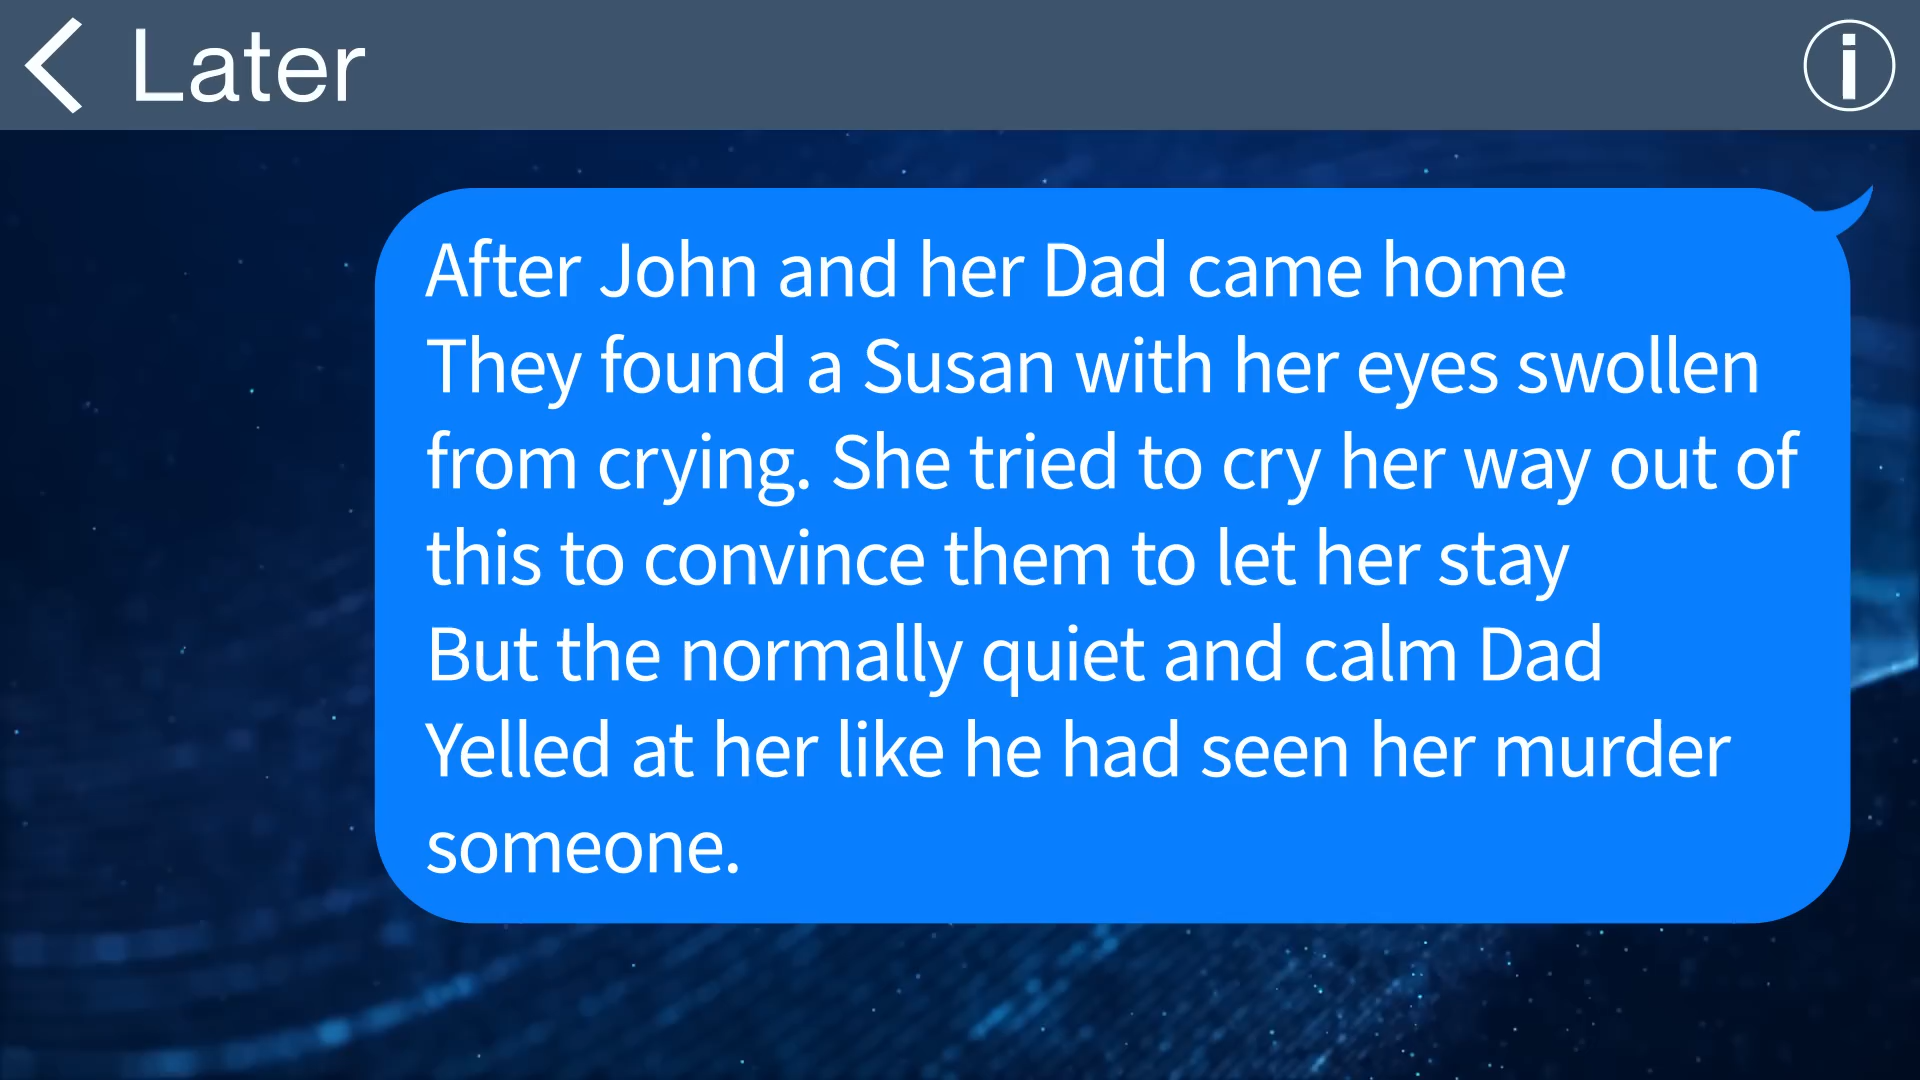 Later
After John and her Dad came home
They found a Susan with her eyes swollen
from crying. She tried to cry her way out of
this to convince them to let her stay
But the normally quiet and calm Dad
Yelled at her like he had seen her murder
someone.